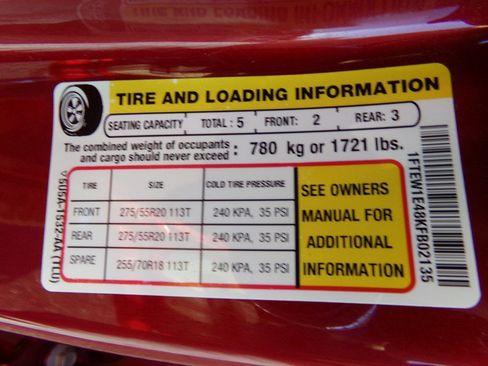 TIRE AND LOADING INFORMATION
SEATING CAPACITY TOTAL : 5 FRONT: 2 REAR: 3
The combined weight of occupants
and cargo should never exceed : 780 kg or 1721 lbs.
TIRE SIZE COLD TIRE PRESSURE
FRONT 275/55R20 113T 240 KPA, 35 PSI
REAR 275/55R20 113T 240 KPA, 35 PSI
SPARE 255/70R18 113T 240 KPA, 35 PSI
SEE OWNERS
MANUAL FOR
ADDITIONAL
INFORMATION
1FTEW1E48KFB02135